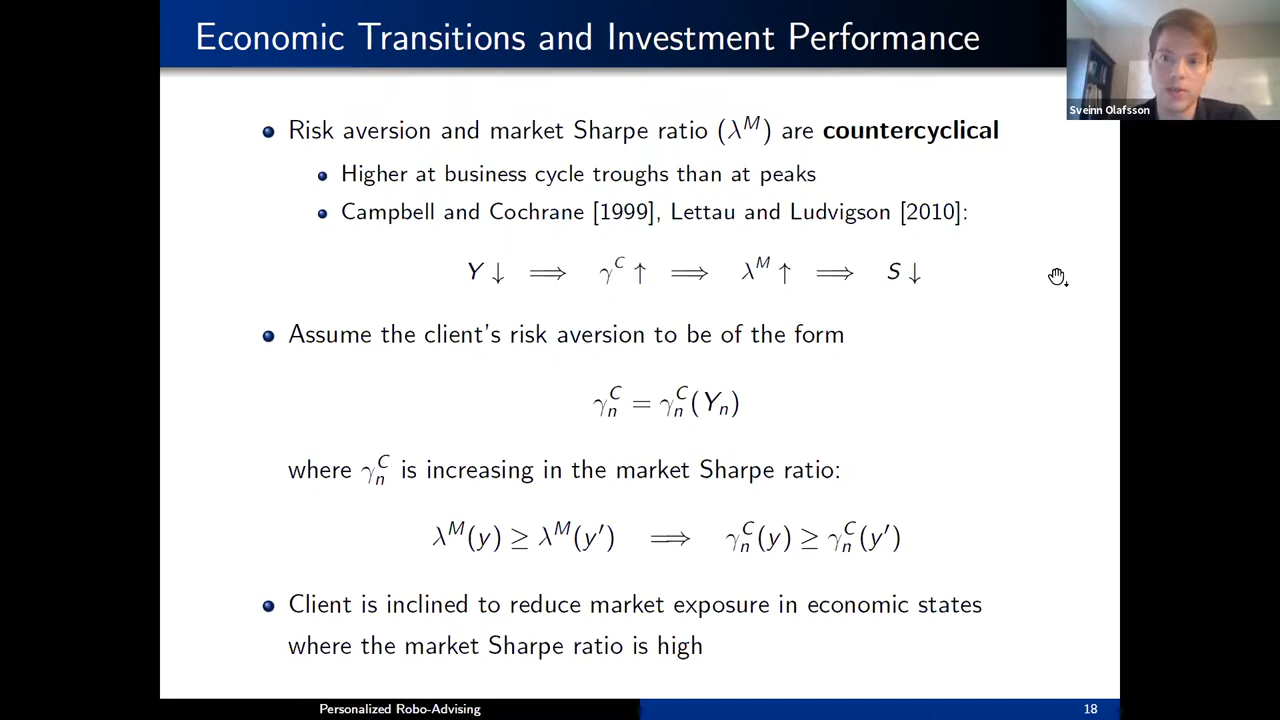 Economic Transitions and Investment Performance
Sveinn Olafsson
Risk aversion and market Sharpe ratio (λ^M) are countercyclical
Higher at business cycle troughs than at peaks
Campbell and Cochrane [1999], Lettau and Ludvigson [2010]:
Y ↓ ⟹ γ^C ↑ ⟹ λ^M ↑ ⟹ S ↓
Assume the client's risk aversion to be of the form
γ_n^C = γ_n^C(Y_n)
where γ_n^C is increasing in the market Sharpe ratio:
λ^M(y) ≥ λ^M(y′) ⟹ γ_n^C(y) ≥ γ_n^C(y′)
Client is inclined to reduce market exposure in economic states
where the market Sharpe ratio is high
Personalized Robo-Advising
18